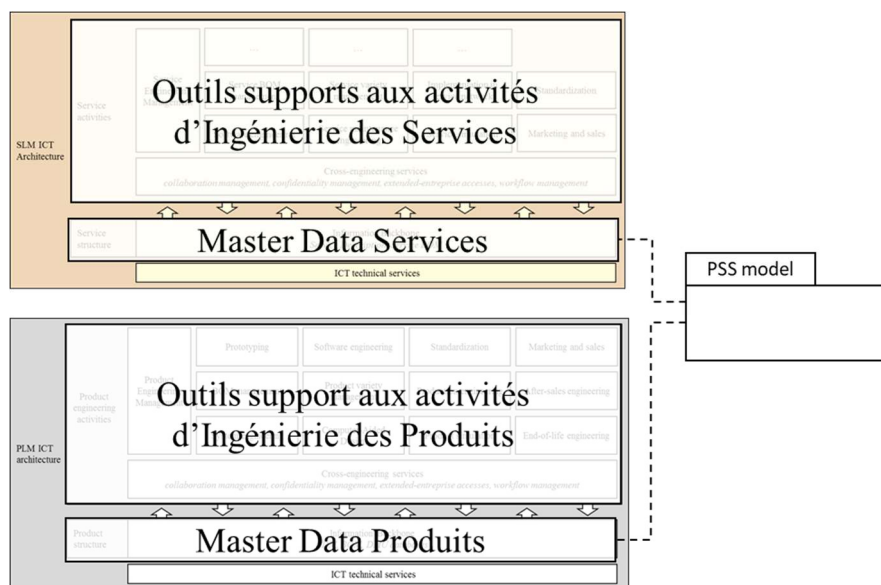 ...
...
...
Standardization
Outils supports aux activités
d'Ingénierie des Services
Service
activities
Marketing and sales
SLM ICT
Architecture
Cross-engineering services
collaboration management, confidentiality management, extended-entreprise accesses, workflow management
Service
structure
Master Data Services
ICT technical services
PSS model
Prototyping
Software engineering
Standardization
Marketing and sales
Product
engineering
activities
Outils support aux activités
d'Ingénierie des Produits
After-sales engineering
End-of-life engineering
PLM ICT
architecture
Cross-engineering services
collaboration management, confidentiality management, extended-entreprise accesses, workflow management
Product
structure
Master Data Produits
ICT technical services